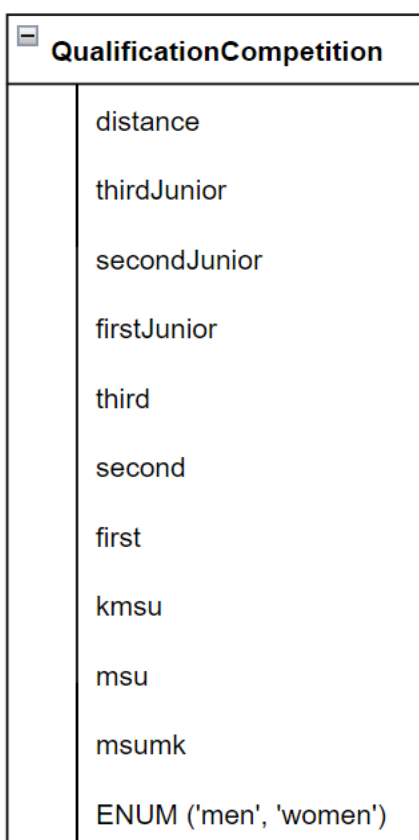 QualificationCompetition
distance
thirdJunior
secondJunior
firstJunior
third
second
first
kmsu
msu
msumk
ENUM ('men', 'women')